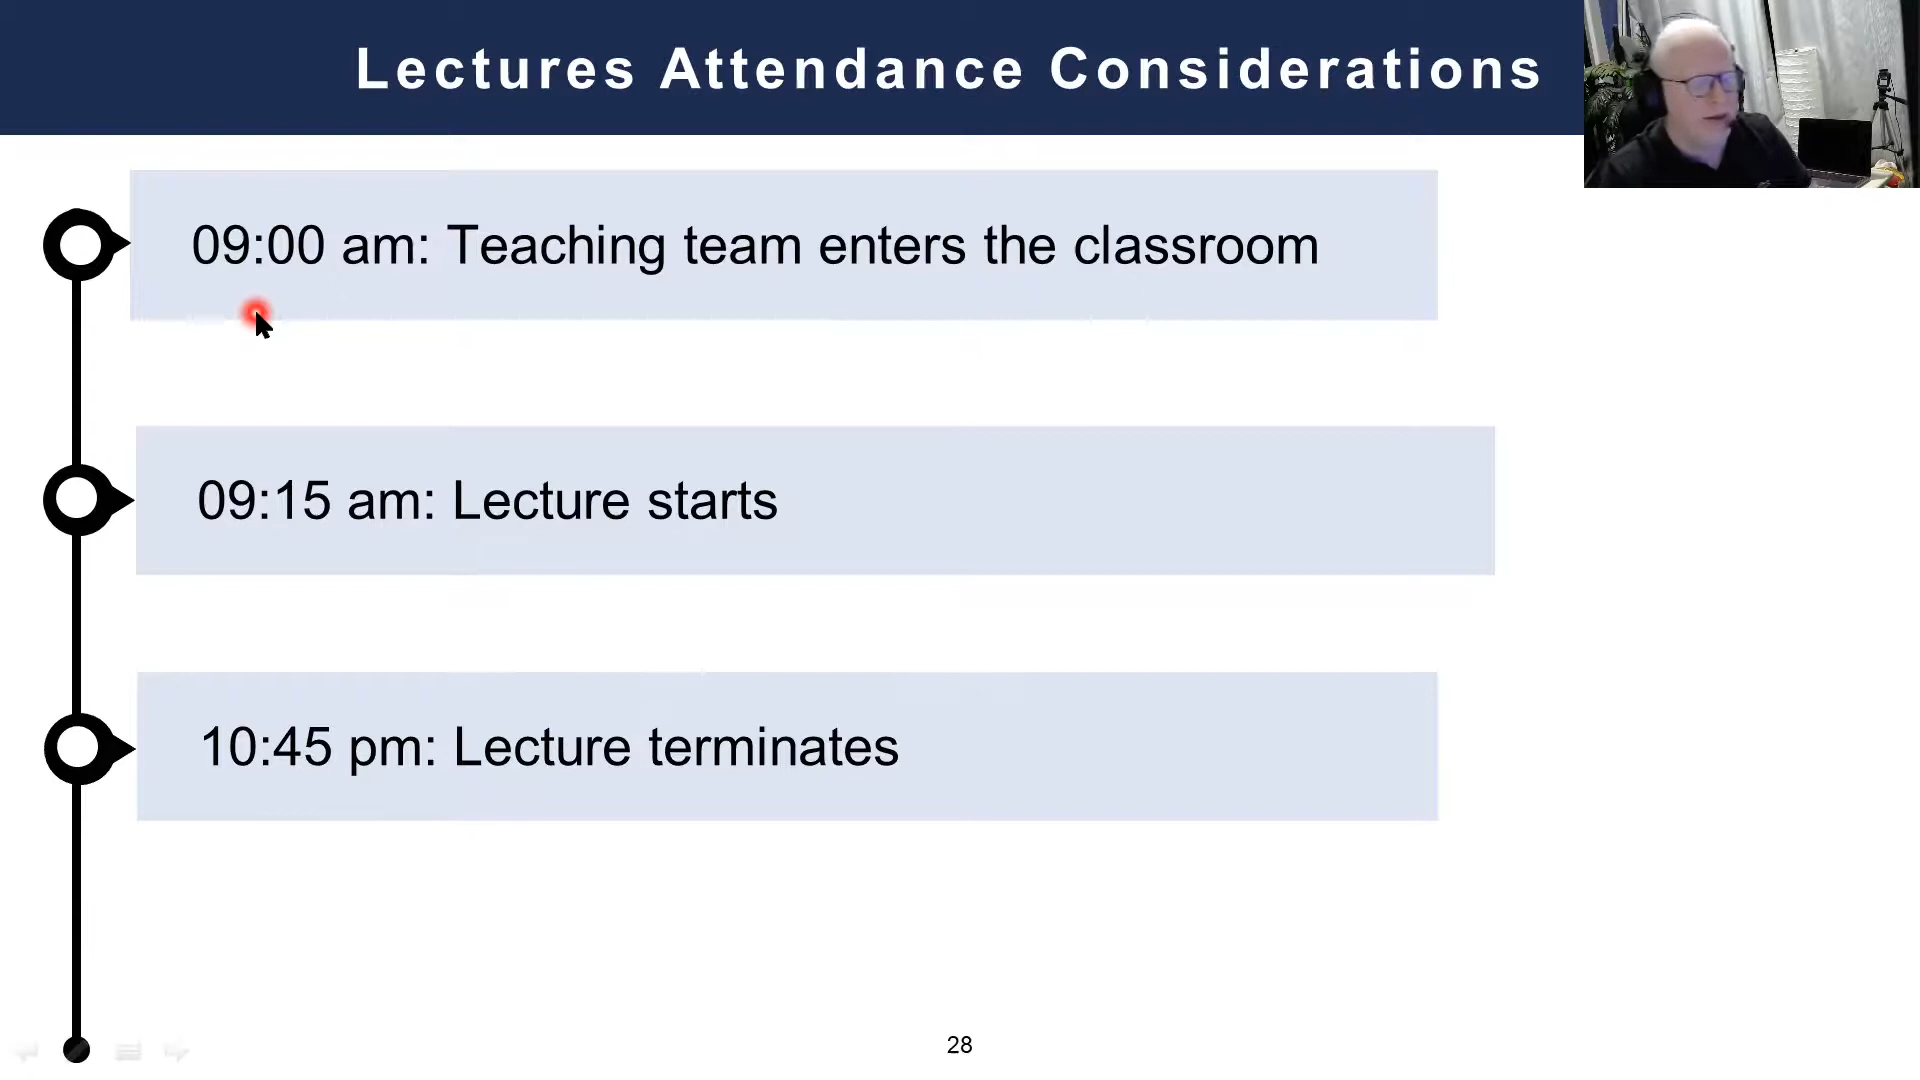 Lectures Attendance Considerations
09:00 am: Teaching team enters the classroom
09:15 am: Lecture starts
10:45 pm: Lecture terminates
28